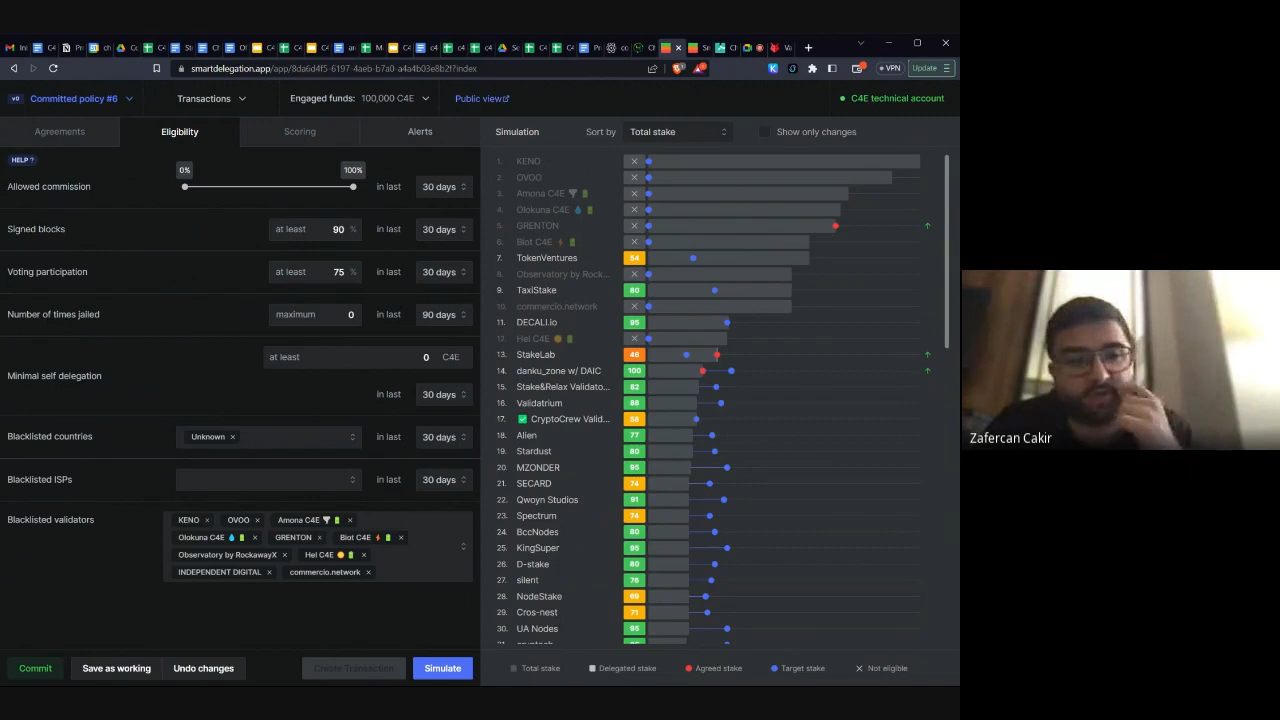 smartdelegation.app/app/8da6d4f5-6197-4aeb-b7a0-a4a4b03e8b2f?index
VPN
Update
v0 Committed policy #6
Transactions
Engaged funds: 100,000 C4E
Public view
C4E technical account
Agreements
Eligibility
Scoring
Alerts
HELP ?
0%
100%
Allowed commission
in last
30 days
Signed blocks
at least 90 %
in last
30 days
Voting participation
at least 75 %
in last
30 days
Number of times jailed
maximum 0
in last
90 days
Minimal self delegation
at least 0 C4E
in last
30 days
Blacklisted countries
Unknown ×
in last
30 days
Blacklisted ISPs
in last
30 days
Blacklisted validators
KENO × OVOO × Amona C4E ×
Olokuna C4E × GRENTON × Biot C4E ×
Observatory by RockawayX × Hel C4E ×
INDEPENDENT DIGITAL × commercio.network ×
Commit
Save as working
Undo changes
Create Transaction
Simulate
Simulation
Sort by
Total stake
Show only changes
1. KENO ×
2. OVOO ×
3. Amona C4E ×
4. Olokuna C4E ×
5. GRENTON ×
6. Biot C4E ×
7. TokenVentures 54
8. Observatory by Rock... ×
9. TaxiStake 80
10. commercio.network ×
11. DECALI.io 95
12. Hel C4E ×
13. StakeLab 46
14. danku_zone w/ DAIC 100
15. Stake&Relax Validato... 82
16. Validatrium 88
17. CryptoCrew Valid... 58
18. Alien 77
19. Stardust 80
20. MZONDER 95
21. SECARD 74
22. Qwoyn Studios 91
23. Spectrum 74
24. BccNodes 80
25. KingSuper 95
26. D-stake 80
27. silent 76
28. NodeStake 69
29. Cros-nest 71
30. UA Nodes 95
Total stake
Delegated stake
Agreed stake
Target stake
× Not eligible
Zafercan Cakir